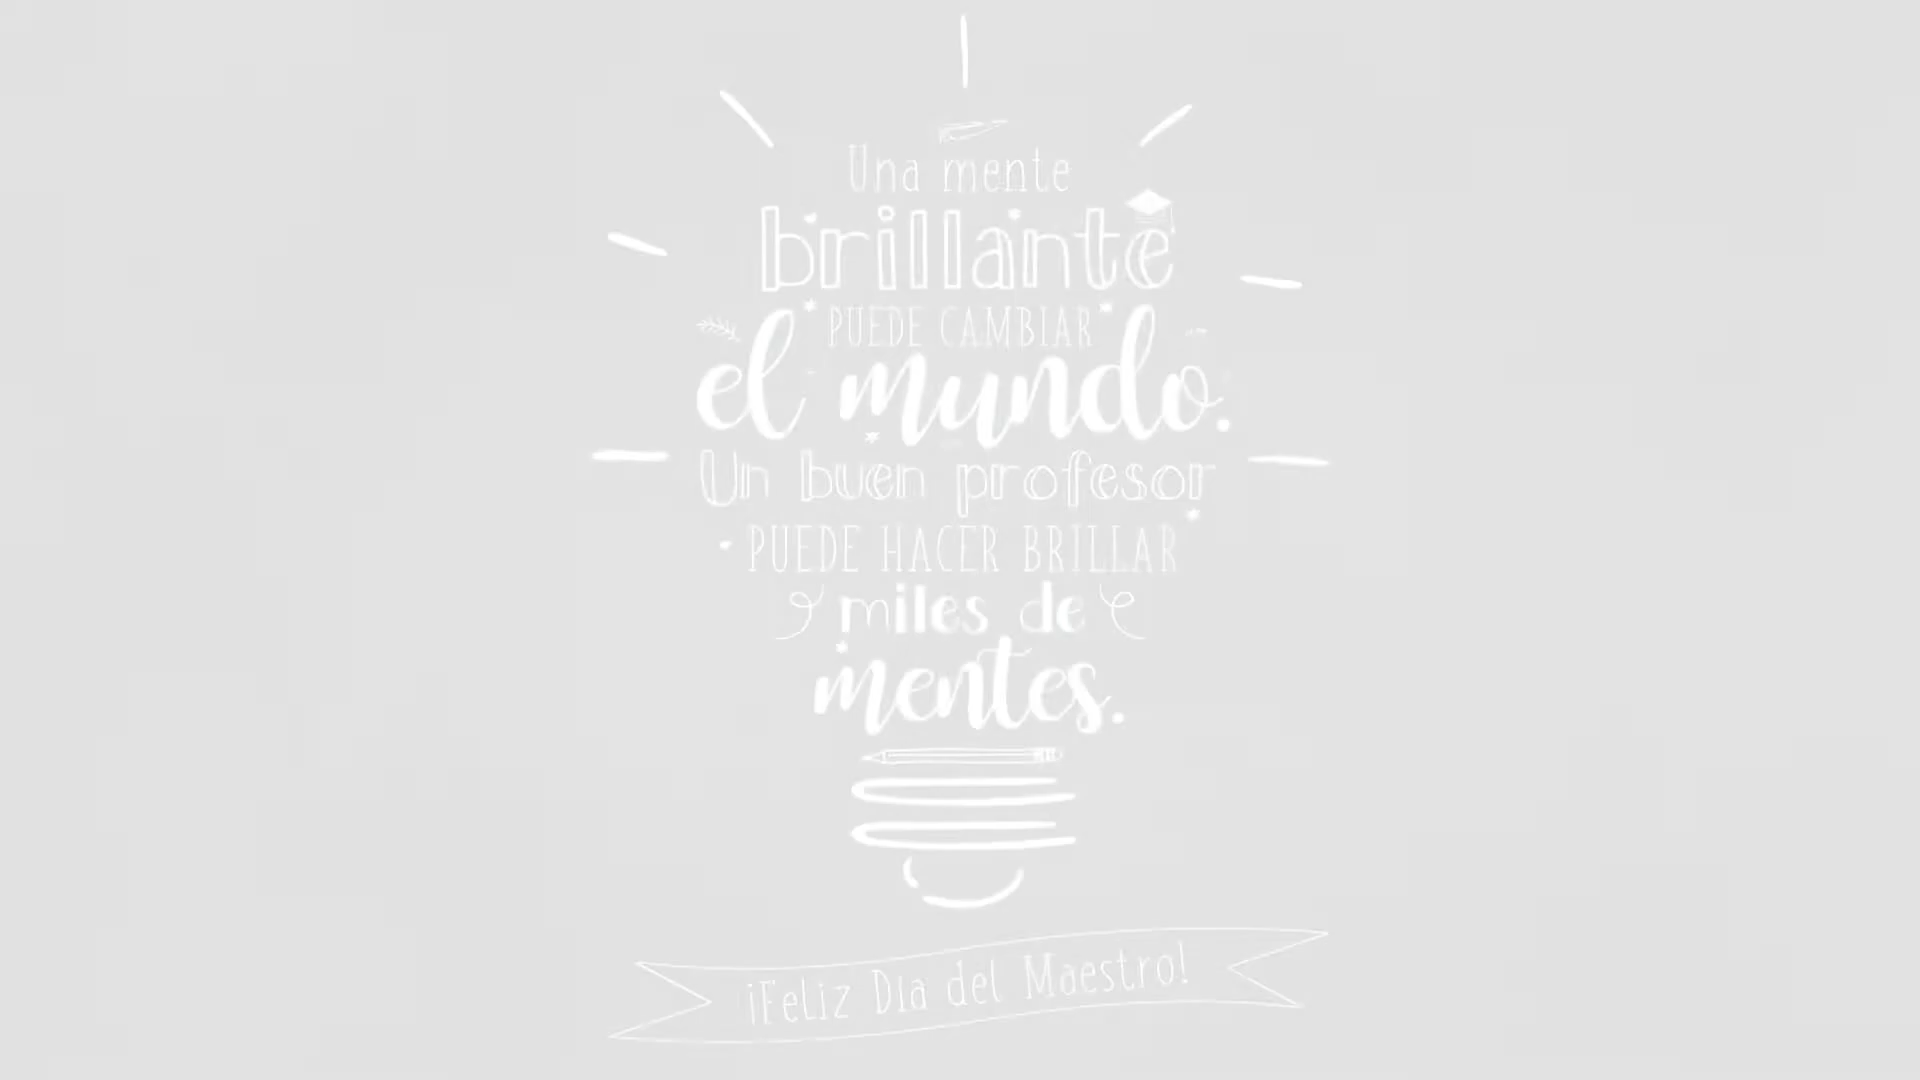 Una mente
brillante
PUEDE CAMBIAR
el mundo.
Un buen profesor
PUEDE HACER BRILLAR
miles de
mentes.
¡Feliz Día del Maestro!